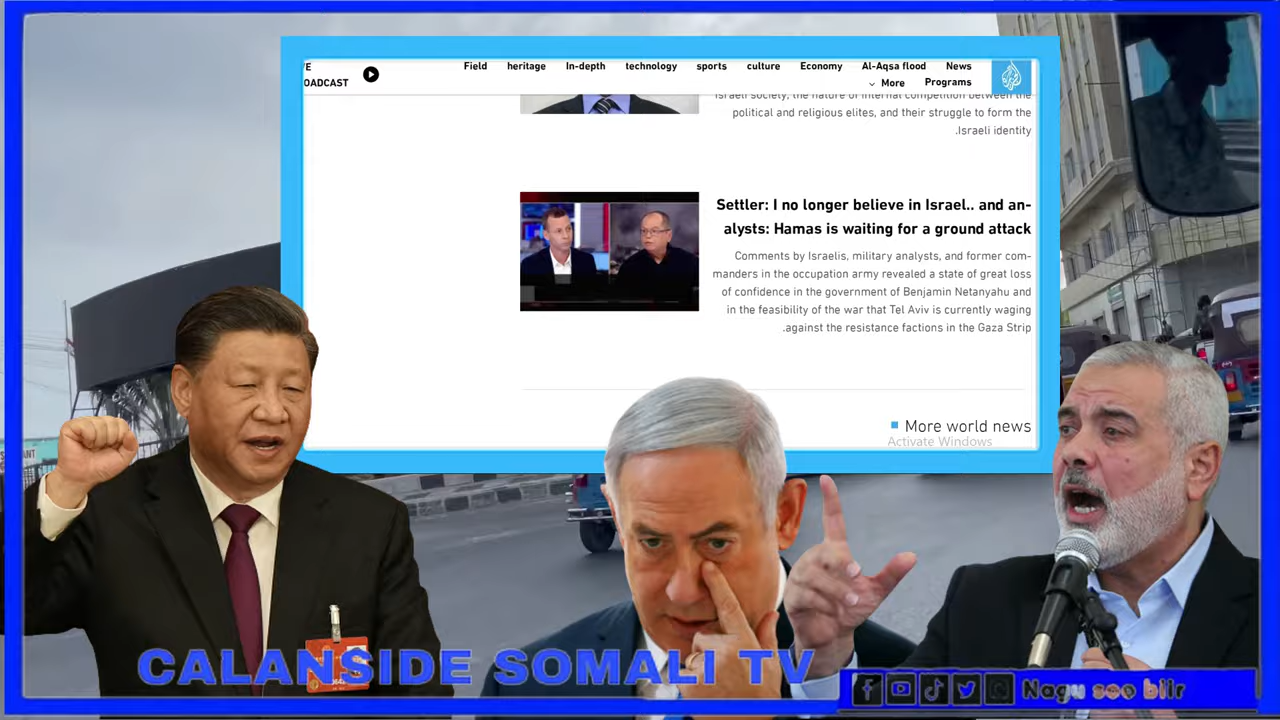 /E
OADCAST
Field heritage In-depth technology sports culture Economy Al-Aqsa flood News
More Programs
Israeli society, the nature of internal competition between the
political and religious elites, and their struggle to form the
.Israeli identity
Settler: I no longer believe in Israel.. and an-
alysts: Hamas is waiting for a ground attack
Comments by Israelis, military analysts, and former com-
manders in the occupation army revealed a state of great loss
of confidence in the government of Benjamin Netanyahu and
in the feasibility of the war that Tel Aviv is currently waging
.against the resistance factions in the Gaza Strip
More world news
Activate Windows
CALANSIDE SOMALI TV
Nagu soo biir